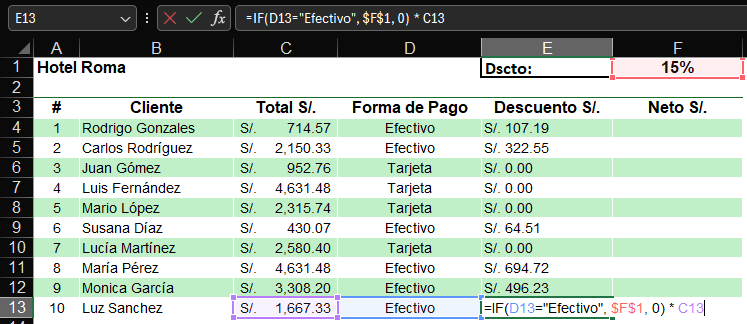 E13 fx =IF(D13="Efectivo", $F$1, 0) * C13
A B C D E F
1 Hotel Roma Dscto: 15%
2
3 # Cliente Total S/. Forma de Pago Descuento S/. Neto S/.
4 1 Rodrigo Gonzales S/. 714.57 Efectivo S/. 107.19
5 2 Carlos Rodríguez S/. 2,150.33 Efectivo S/. 322.55
6 3 Juan Gómez S/. 952.76 Tarjeta S/. 0.00
7 4 Luis Fernández S/. 4,631.48 Tarjeta S/. 0.00
8 5 Mario López S/. 2,315.74 Tarjeta S/. 0.00
9 6 Susana Díaz S/. 430.07 Efectivo S/. 64.51
10 7 Lucía Martínez S/. 2,580.40 Tarjeta S/. 0.00
11 8 María Pérez S/. 4,631.48 Efectivo S/. 694.72
12 9 Monica García S/. 3,308.20 Efectivo S/. 496.23
13 10 Luz Sanchez S/. 1,667.33 Efectivo =IF(D13="Efectivo", $F$1, 0) * C13